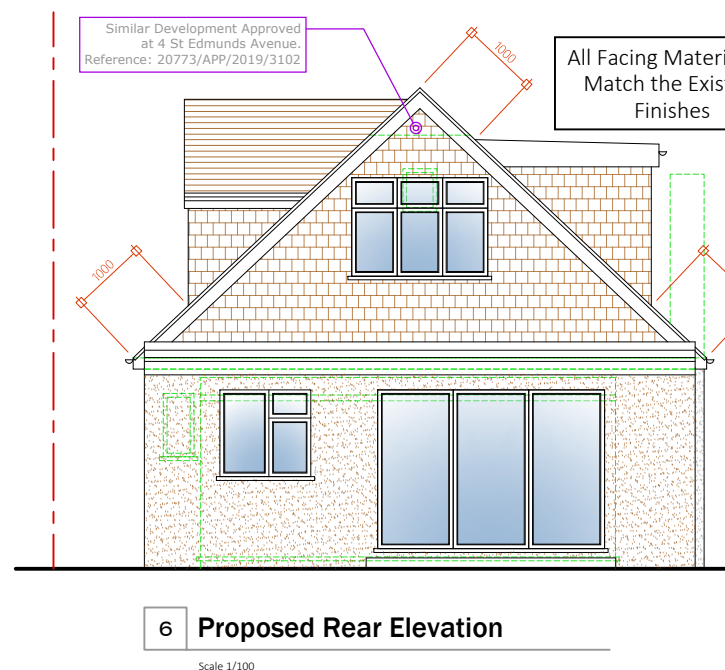 Similar Development Approved
at 4 St Edmunds Avenue.
Reference: 20773/APP/2019/3102
1000
All Facing Materi
Match the Exist
Finishes
1000
6 Proposed Rear Elevation
Scale 1/100